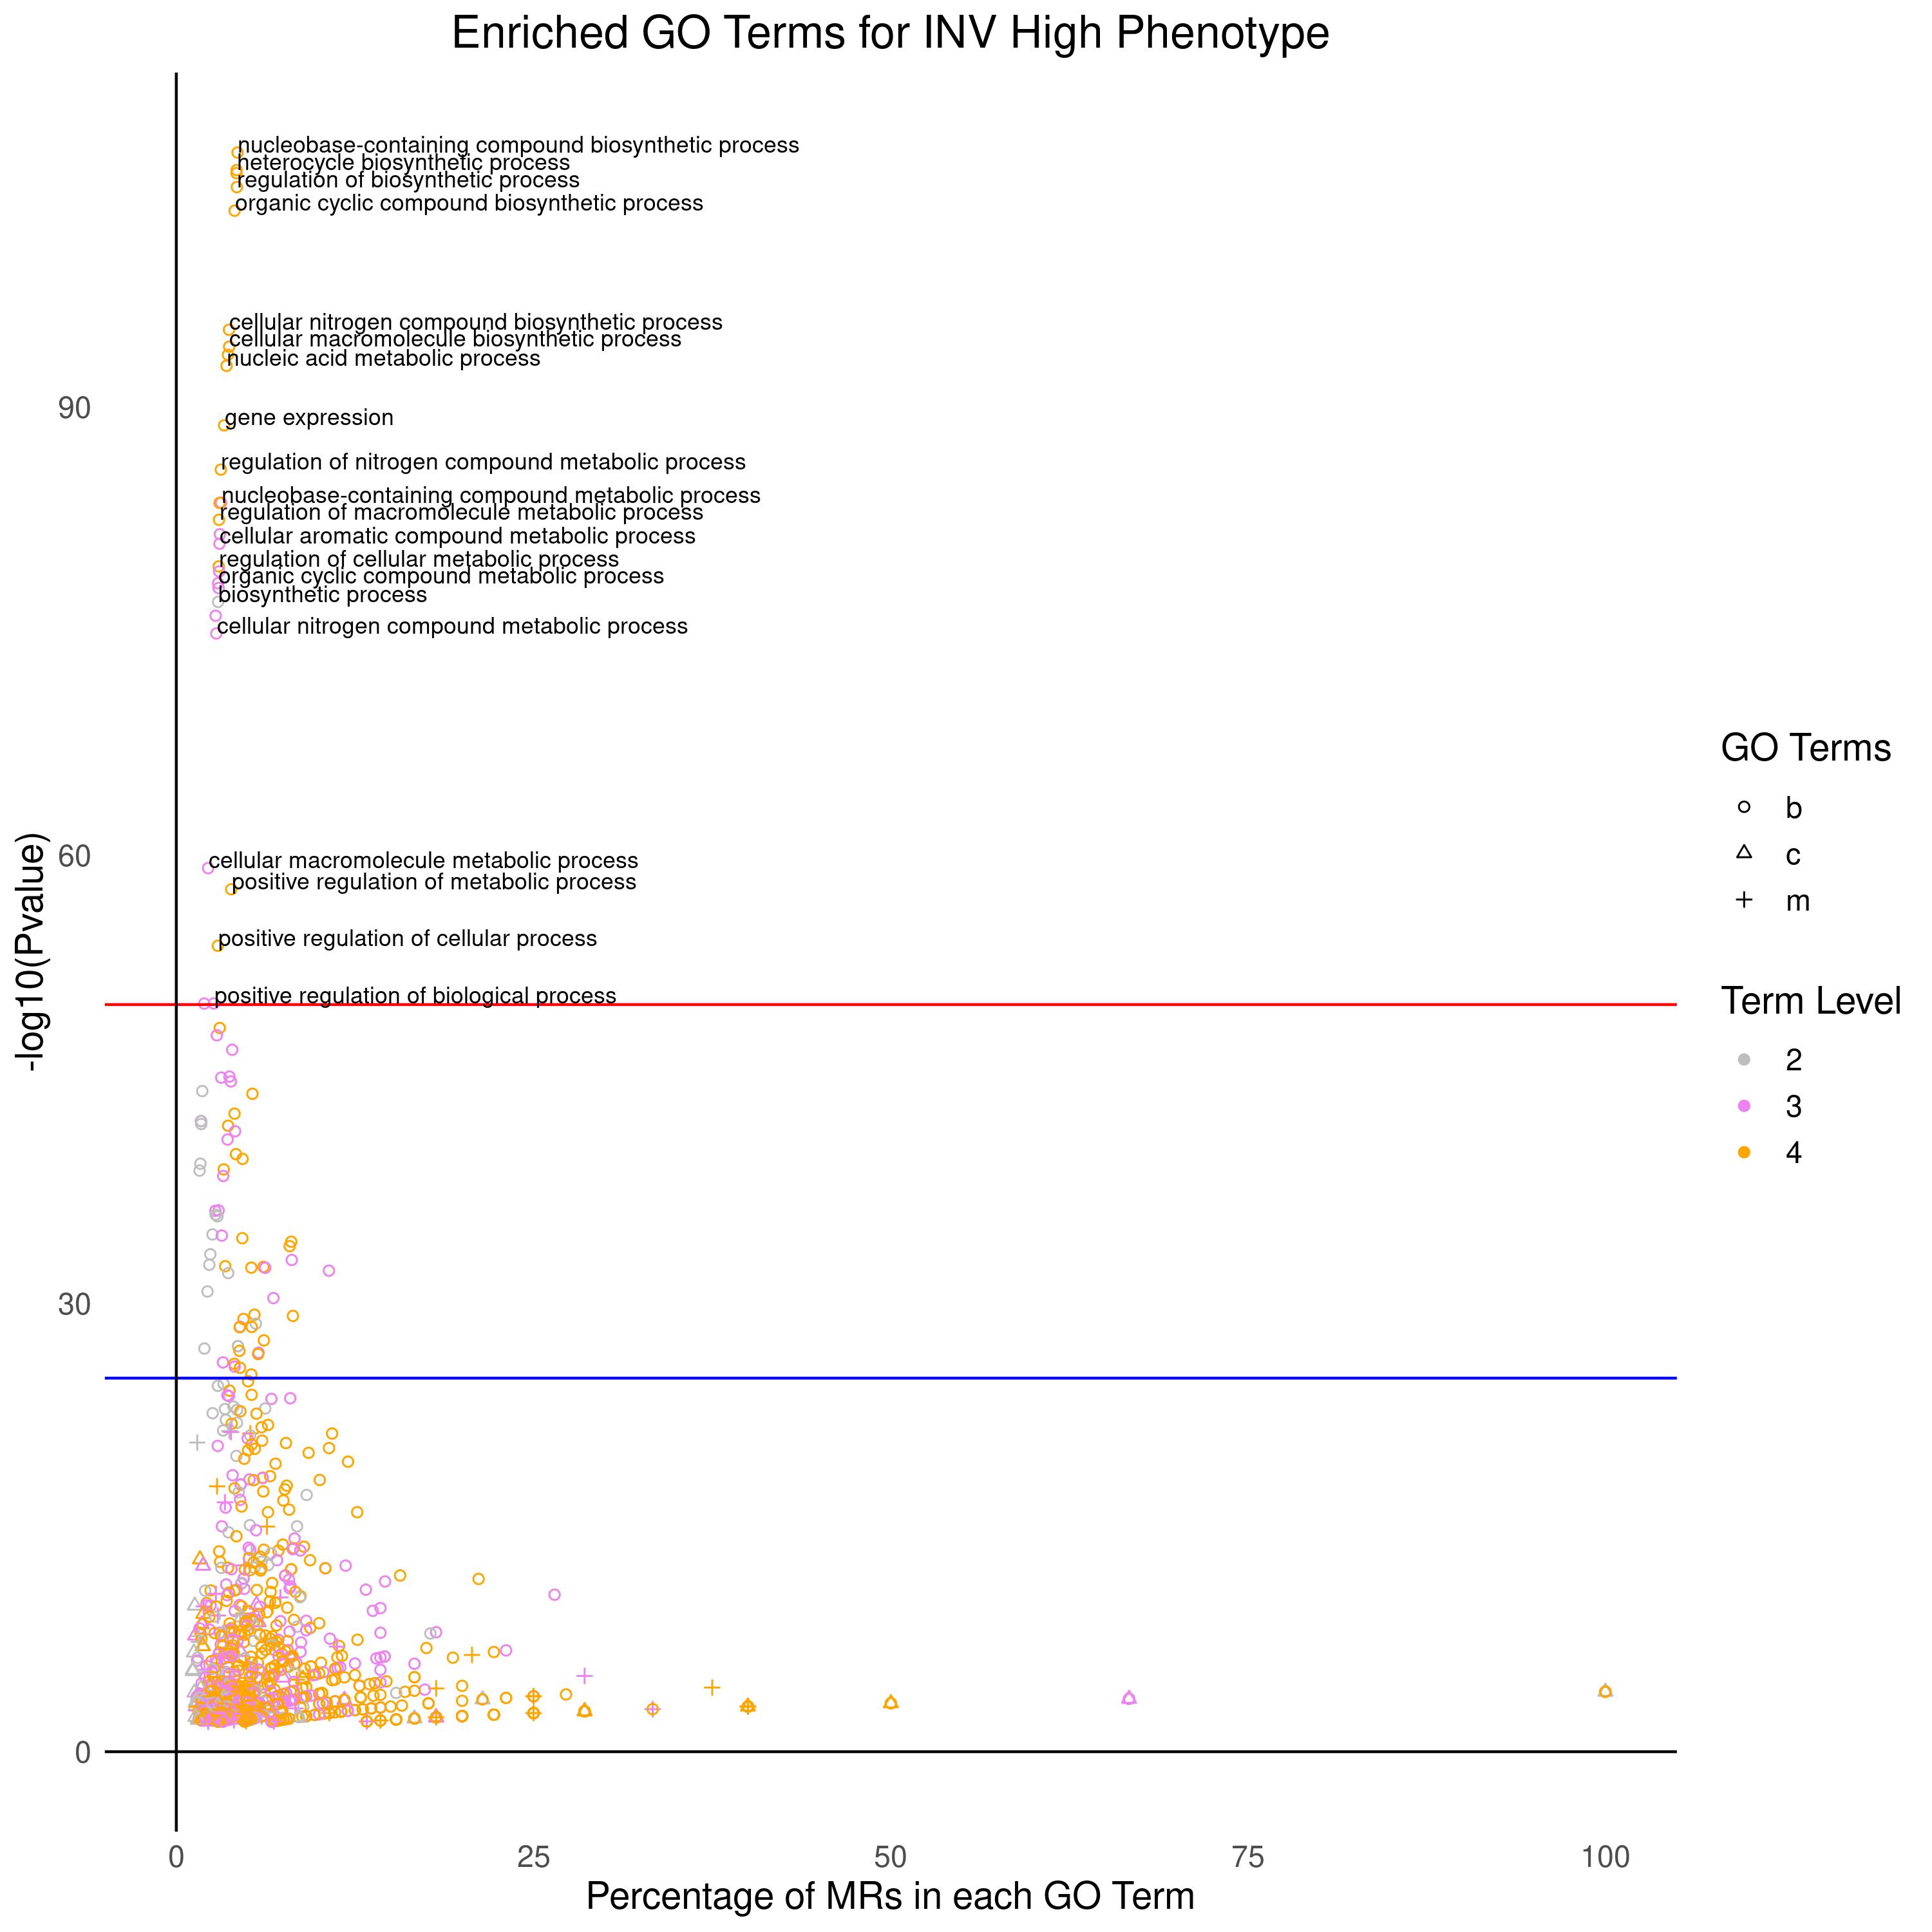 Enriched GO Terms for INV High Phenotype
nucleobase-containing compound biosynthetic process
heterocycle biosynthetic process
regulation of biosynthetic process
organic cyclic compound biosynthetic process
cellular nitrogen compound biosynthetic process
cellular macromolecule biosynthetic process
nucleic acid metabolic process
90
gene expression
regulation of nitrogen compound metabolic process
nucleobase-containing compound metabolic process
regulation of macromolecule metabolic process
cellular aromatic compound metabolic process
regulation of cellular metabolic process
organic cyclic compound metabolic process
biosynthetic process
cellular nitrogen compound metabolic process
60
cellular macromolecule metabolic process
positive regulation of metabolic process
positive regulation of cellular process
positive regulation of biological process
30
0
-log10(Pvalue)
0 25 50 75 100
Percentage of MRs in each GO Term
GO Terms
b
c
m
Term Level
2
3
4